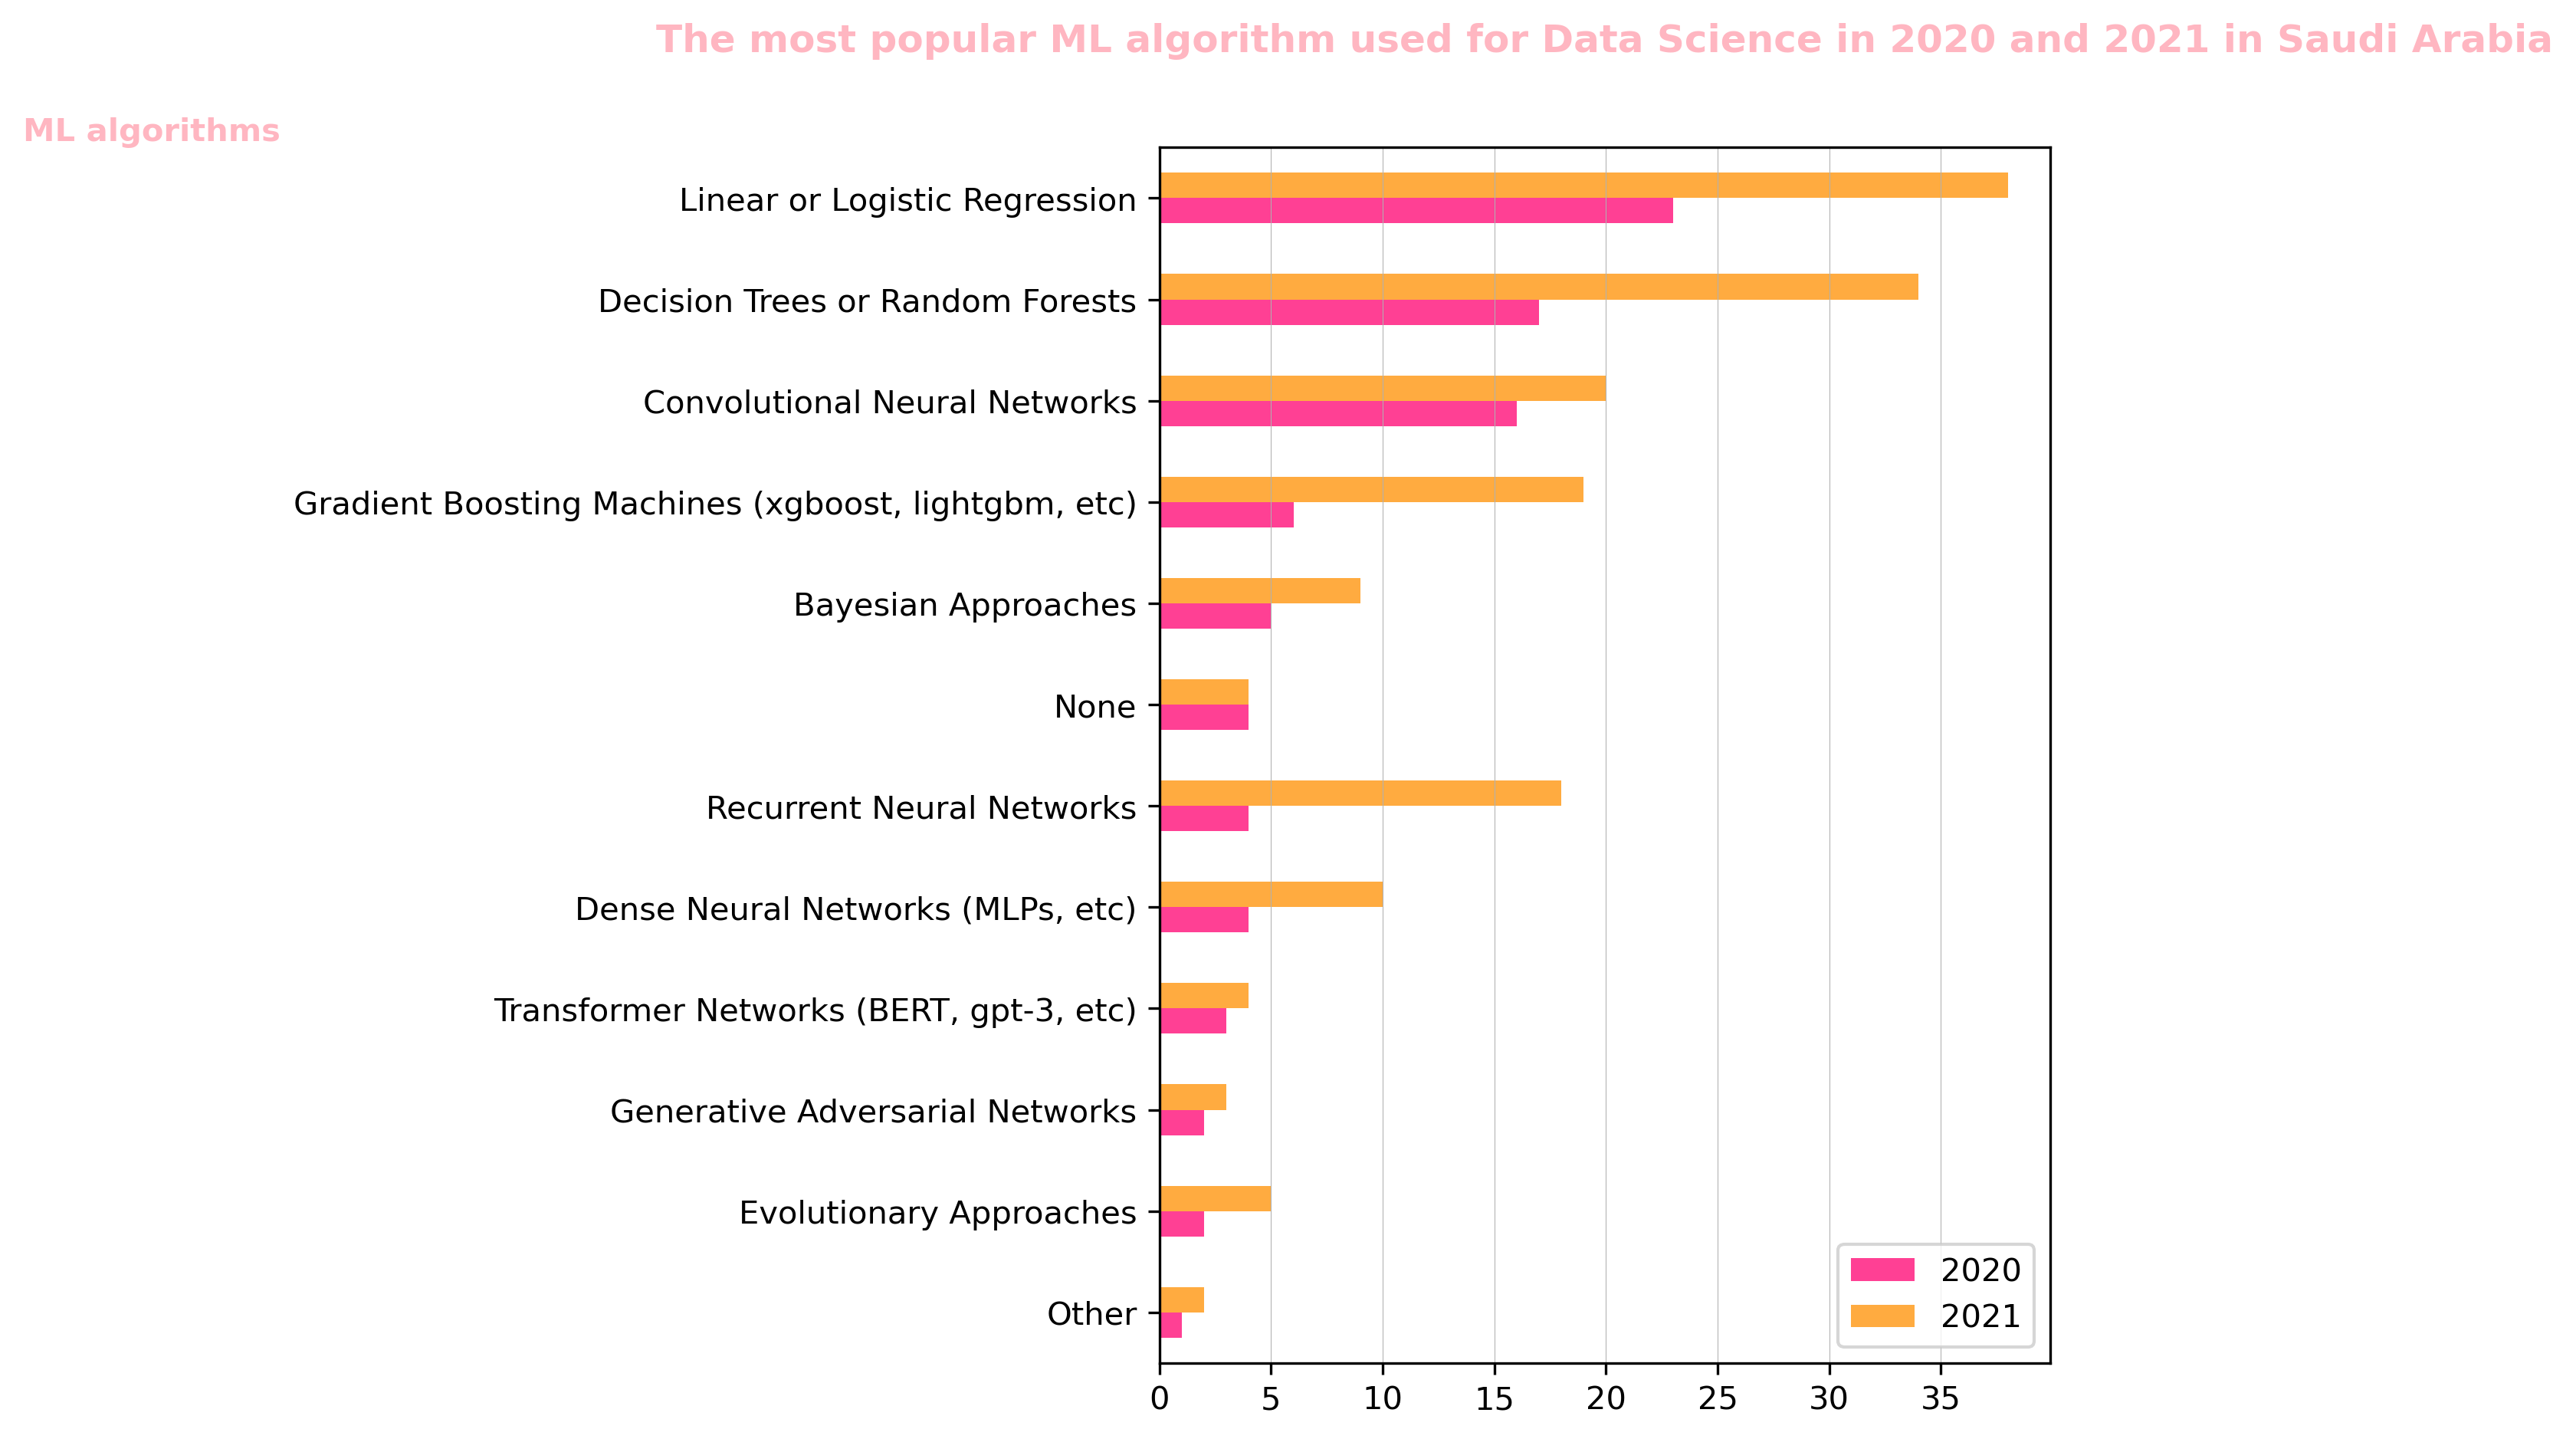 The most popular ML algorithm used for Data Science in 2020 and 2021 in Saudi Arabia
ML algorithms
Linear or Logistic Regression
Decision Trees or Random Forests
Convolutional Neural Networks
Gradient Boosting Machines (xgboost, lightgbm, etc)
Bayesian Approaches
None
Recurrent Neural Networks
Dense Neural Networks (MLPs, etc)
Transformer Networks (BERT, gpt-3, etc)
Generative Adversarial Networks
Evolutionary Approaches
Other
2020
2021
0 5 10 15 20 25 30 35